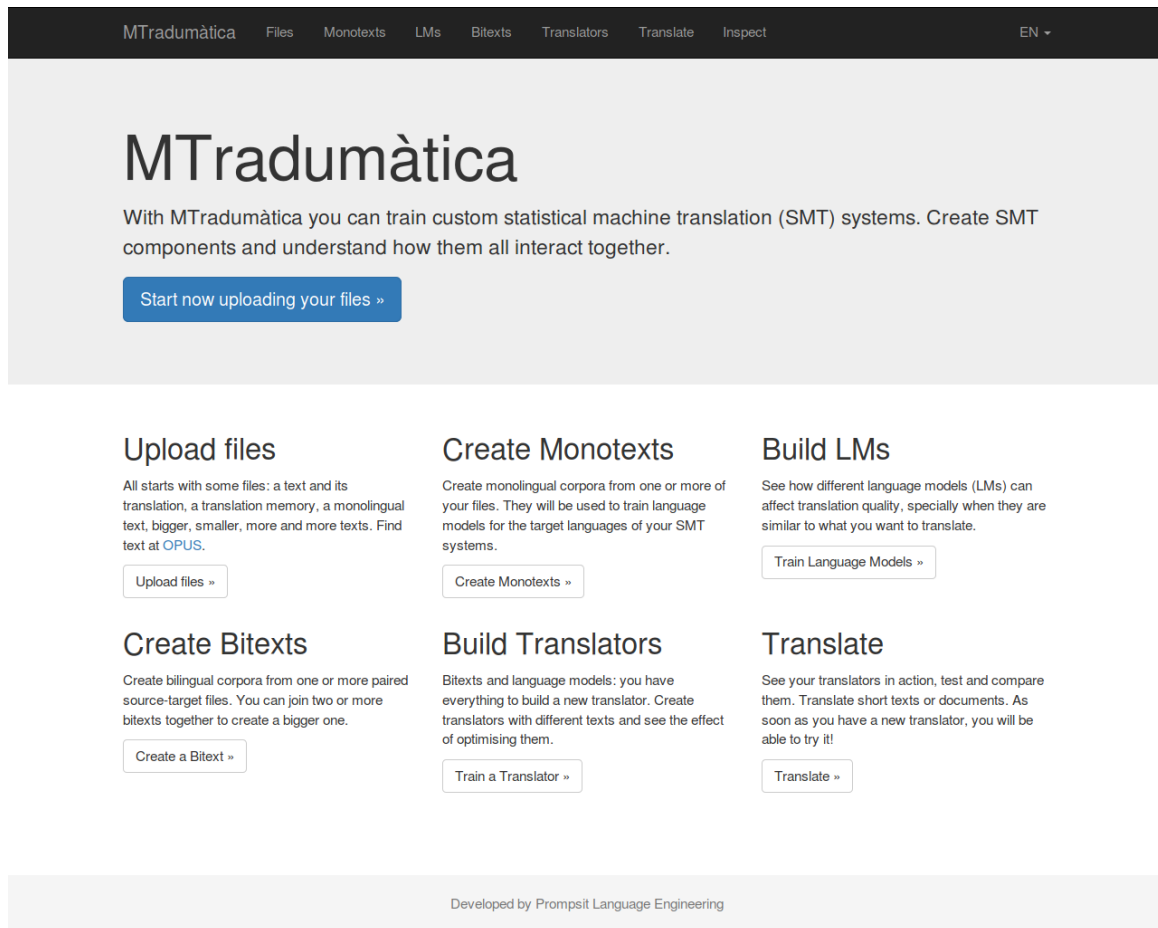 MTradumàtica Files Monotexts LMs Bitexts Translators Translate Inspect EN
MTradumàtica
With MTradumàtica you can train custom statistical machine translation (SMT) systems. Create SMT
components and understand how them all interact together.
Start now uploading your files »
Upload files
All starts with some files: a text and its
translation, a translation memory, a monolingual
text, bigger, smaller, more and more texts. Find
text at OPUS.
Upload files »
Create Monotexts
Create monolingual corpora from one or more of
your files. They will be used to train language
models for the target languages of your SMT
systems.
Create Monotexts »
Build LMs
See how different language models (LMs) can
affect translation quality, specially when they are
similar to what you want to translate.
Train Language Models »
Create Bitexts
Create bilingual corpora from one or more paired
source-target files. You can join two or more
bitexts together to create a bigger one.
Create a Bitext »
Build Translators
Bitexts and language models: you have
everything to build a new translator. Create
translators with different texts and see the effect
of optimising them.
Train a Translator »
Translate
See your translators in action, test and compare
them. Translate short texts or documents. As
soon as you have a new translator, you will be
able to try it!
Translate »
Developed by Prompsit Language Engineering